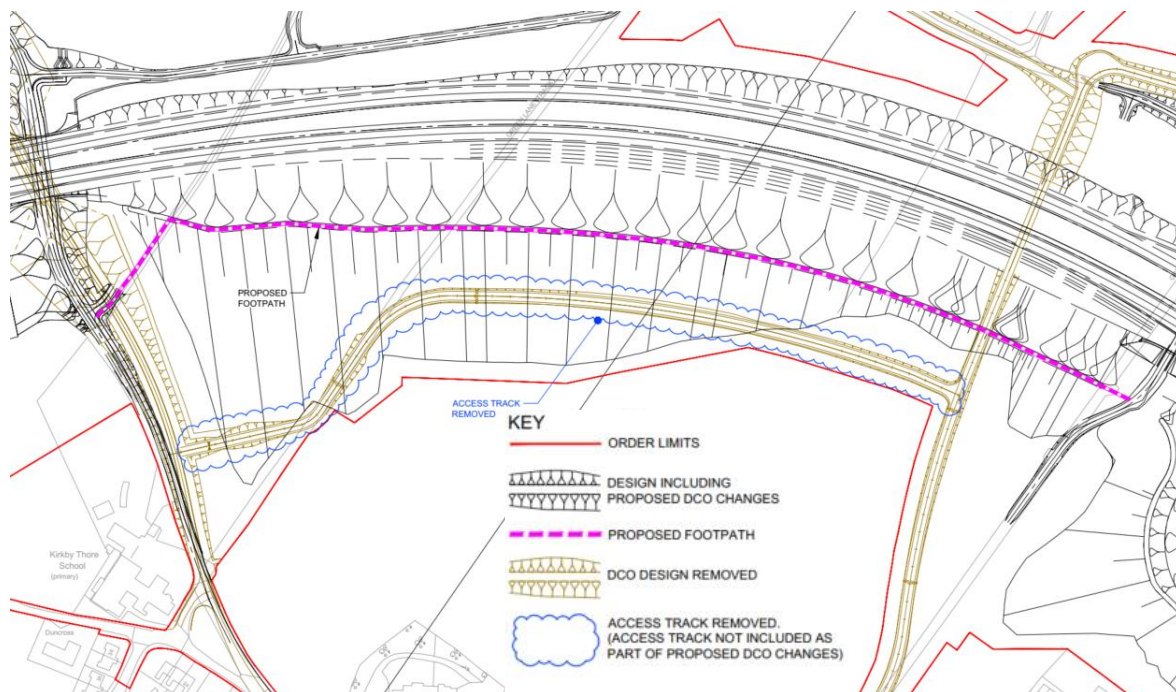 PROPOSED
FOOTPATH
ACCESS TRACK
REMOVED
Kirkby Thore
School
(primary)
Duncross
KEY
ORDER LIMITS
DESIGN INCLUDING
PROPOSED DCO CHANGES
PROPOSED FOOTPATH
DCO DESIGN REMOVED
ACCESS TRACK REMOVED.
(ACCESS TRACK NOT INCLUDED AS
PART OF PROPOSED DCO CHANGES)